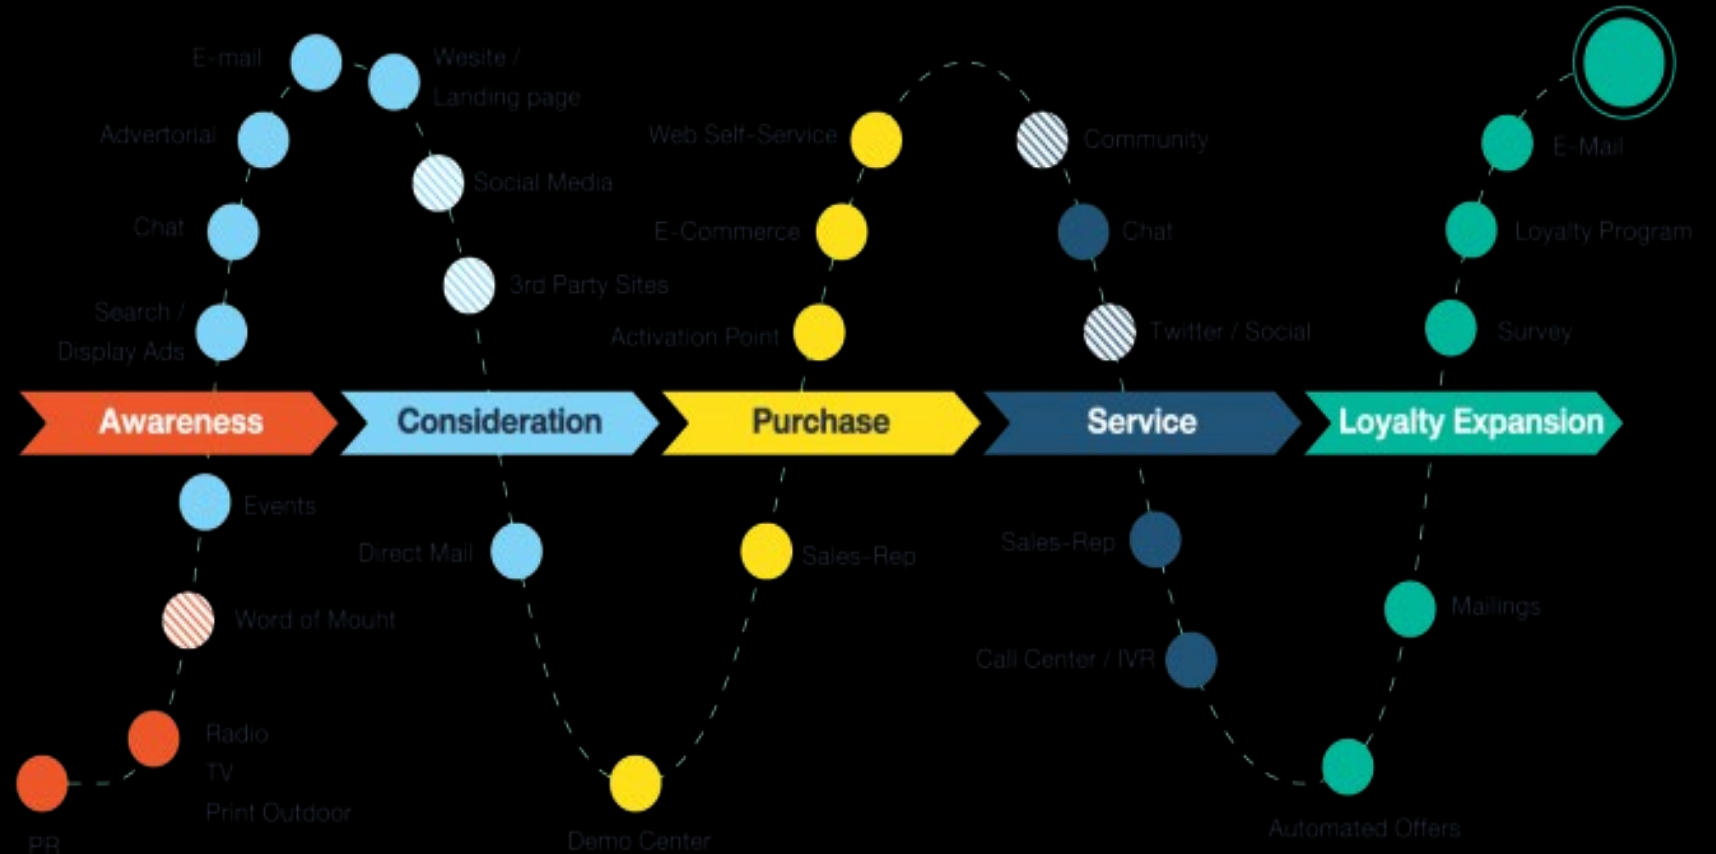 E-mail
Wesite /
Landing page
Advertorial
Social Media
Chat
3rd Party Sites
Search /
Display Ads
Web Self-Service
E-Commerce
Activation Point
Community
Chat
Twitter / Social
E-Mail
Loyalty Program
Survey
Awareness
Consideration
Purchase
Service
Loyalty Expansion
Events
Word of Mouht
Radio
TV
Print Outdoor
PR
Direct Mail
Demo Center
Sales-Rep
Sales-Rep
Call Center / IVR
Mailings
Automated Offers